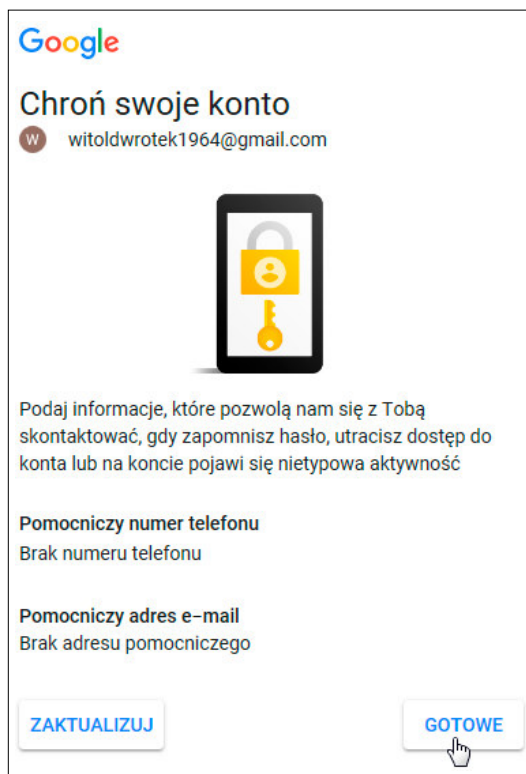 Google
Chroń swoje konto
W witoldwrotek1964@gmail.com
Podaj informacje, które pozwolą nam się z Tobą
skontaktować, gdy zapomnisz hasło, utracisz dostęp do
konta lub na koncie pojawi się nietypowa aktywność
Pomocniczy numer telefonu
Brak numeru telefonu
Pomocniczy adres e-mail
Brak adresu pomocniczego
ZAKTUALIZUJ GOTOWE